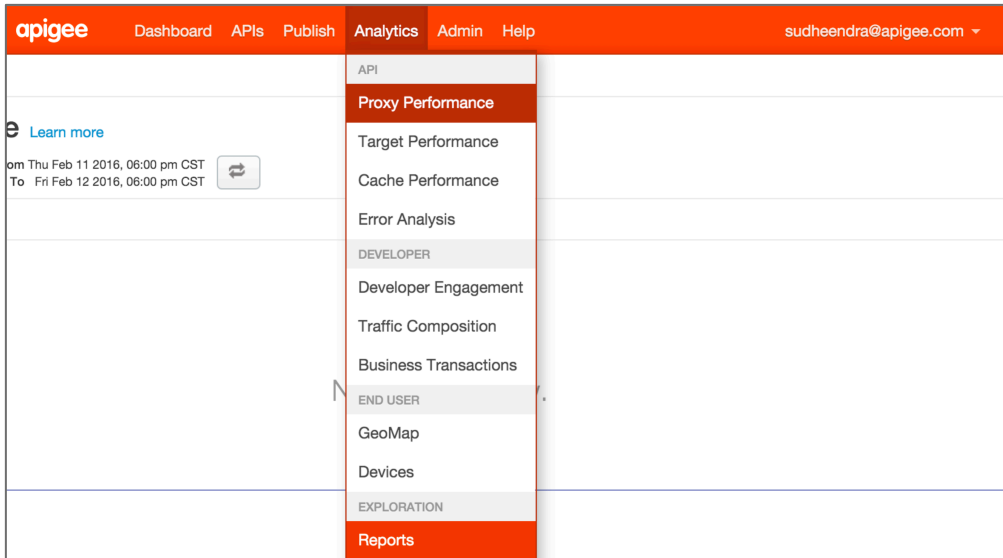 apigee Dashboard APIs Publish Analytics Admin Help sudheendra@apigee.com
API
Proxy Performance
e Learn more
Target Performance
om Thu Feb 11 2016, 06:00 pm CST
To Fri Feb 12 2016, 06:00 pm CST
Cache Performance
Error Analysis
DEVELOPER
Developer Engagement
Traffic Composition
Business Transactions
N y.
END USER
GeoMap
Devices
EXPLORATION
Reports